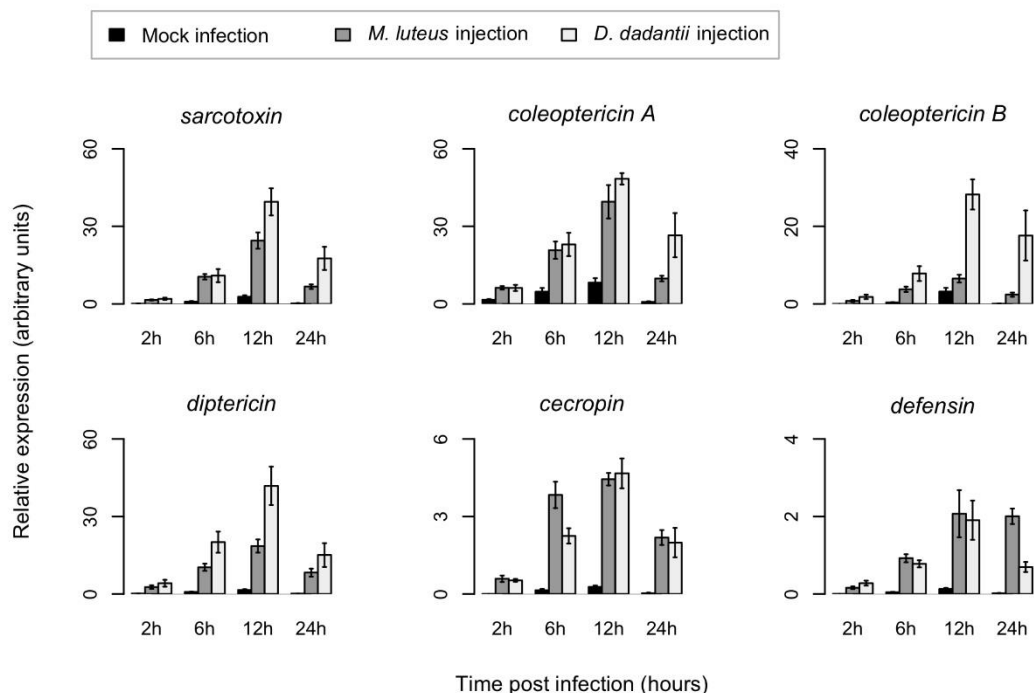 Mock infection M. luteus injection D. dadantii injection
sarcotoxin coleoptericin A coleoptericin B
Relative expression (arbitrary units)
60 60 40
30 30 20
0 0 0
2h 6h 12h 24h 2h 6h 12h 24h 2h 6h 12h 24h
diptericin cecropin defensin
60 6 4
30 3 2
0 0 0
2h 6h 12h 24h 2h 6h 12h 24h 2h 6h 12h 24h
Time post infection (hours)